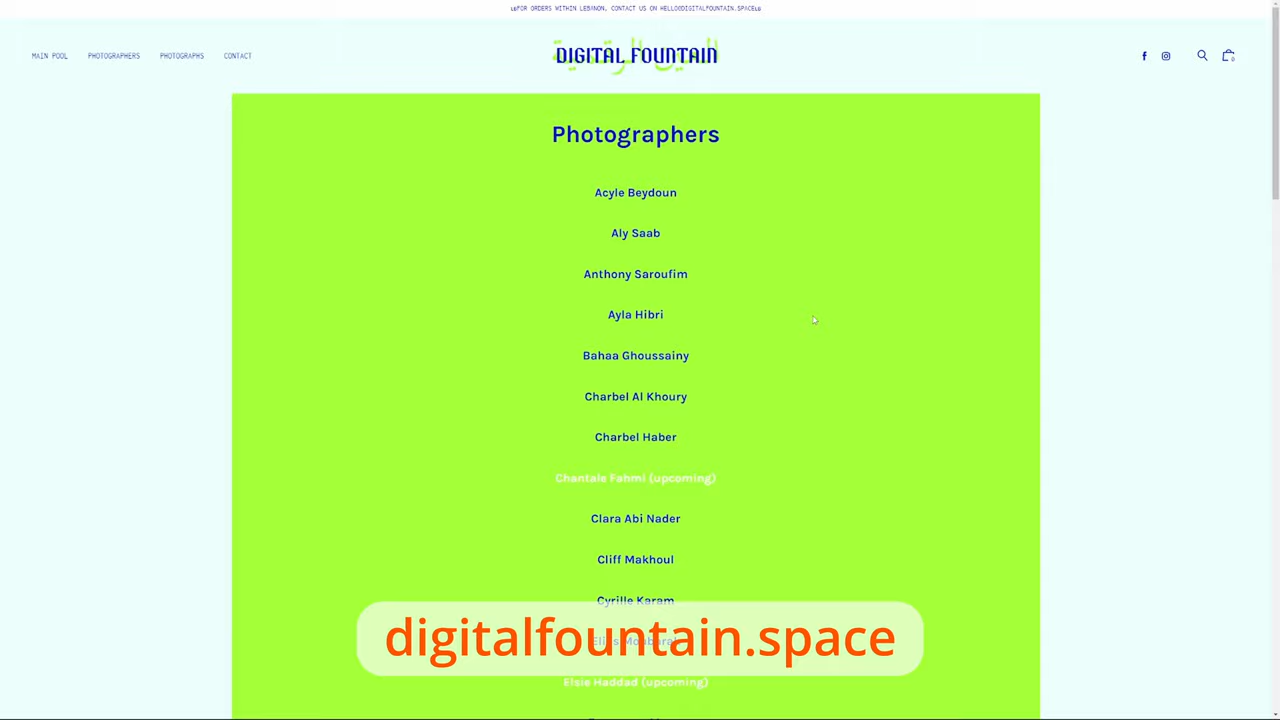 FOR ORDERS WITHIN LEBANON, CONTACT US ON HELLO@DIGITALFOUNTAIN.SPACE
MAIN POOL
PHOTOGRAPHERS
PHOTOGRAPHS
CONTACT
DIGITAL FOUNTAIN
0
Photographers
Acyle Beydoun
Aly Saab
Anthony Saroufim
Ayla Hibri
Bahaa Ghoussainy
Charbel Al Khoury
Charbel Haber
Chantale Fahmi (upcoming)
Clara Abi Nader
Cliff Makhoul
Cyrille Karam
digitalfountain.space
Elsie Haddad (upcoming)